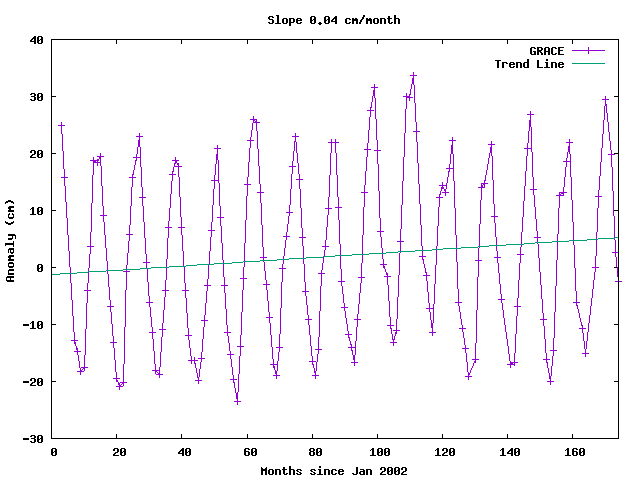 Slope 0.04 cm/month
GRACE
Trend Line
40
30
20
10
0
-10
-20
-30
Anomaly (cm)
0 20 40 60 80 100 120 140 160
Months since Jan 2002